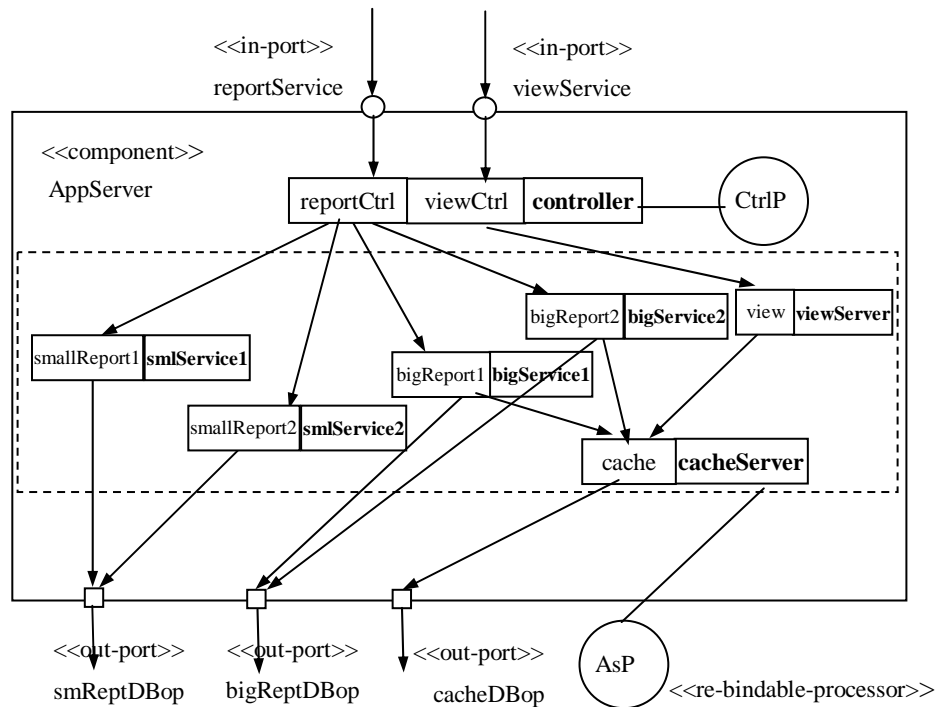 <<in-port>>
reportService
<<in-port>>
viewService
<<component>>
AppServer
reportCtrl viewCtrl controller
CtrlP
bigReport2 bigService2
view viewServer
smallReport1 smlService1
bigReport1 bigService1
smallReport2 smlService2
cache cacheServer
<<out-port>>
smReptDBop
<<out-port>>
bigReptDBop
<<out-port>>
cacheDBop
AsP
<<re-bindable-processor>>